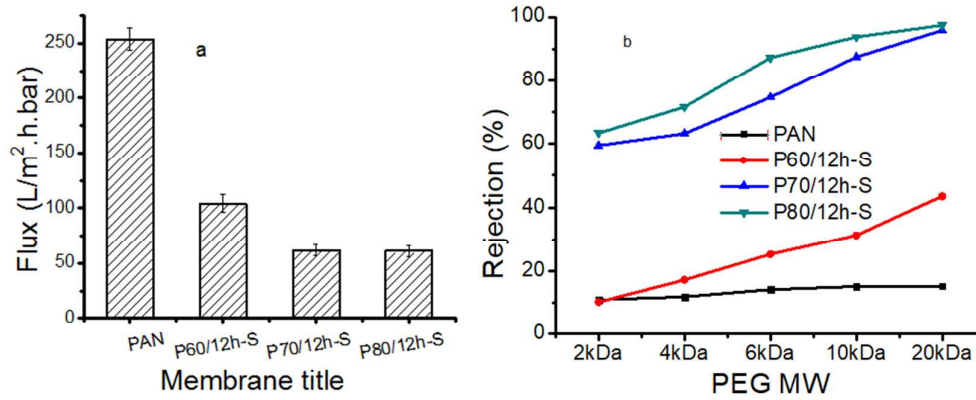 a
Flux (L/m².h.bar)
250
200
150
100
50
0
PAN
P60/12h-S
P70/12h-S
P80/12h-S
Membrane title
b
Rejection (%)
100
80
60
40
20
0
PAN
P60/12h-S
P70/12h-S
P80/12h-S
2kDa
4kDa
6kDa
10kDa
20kDa
PEG MW